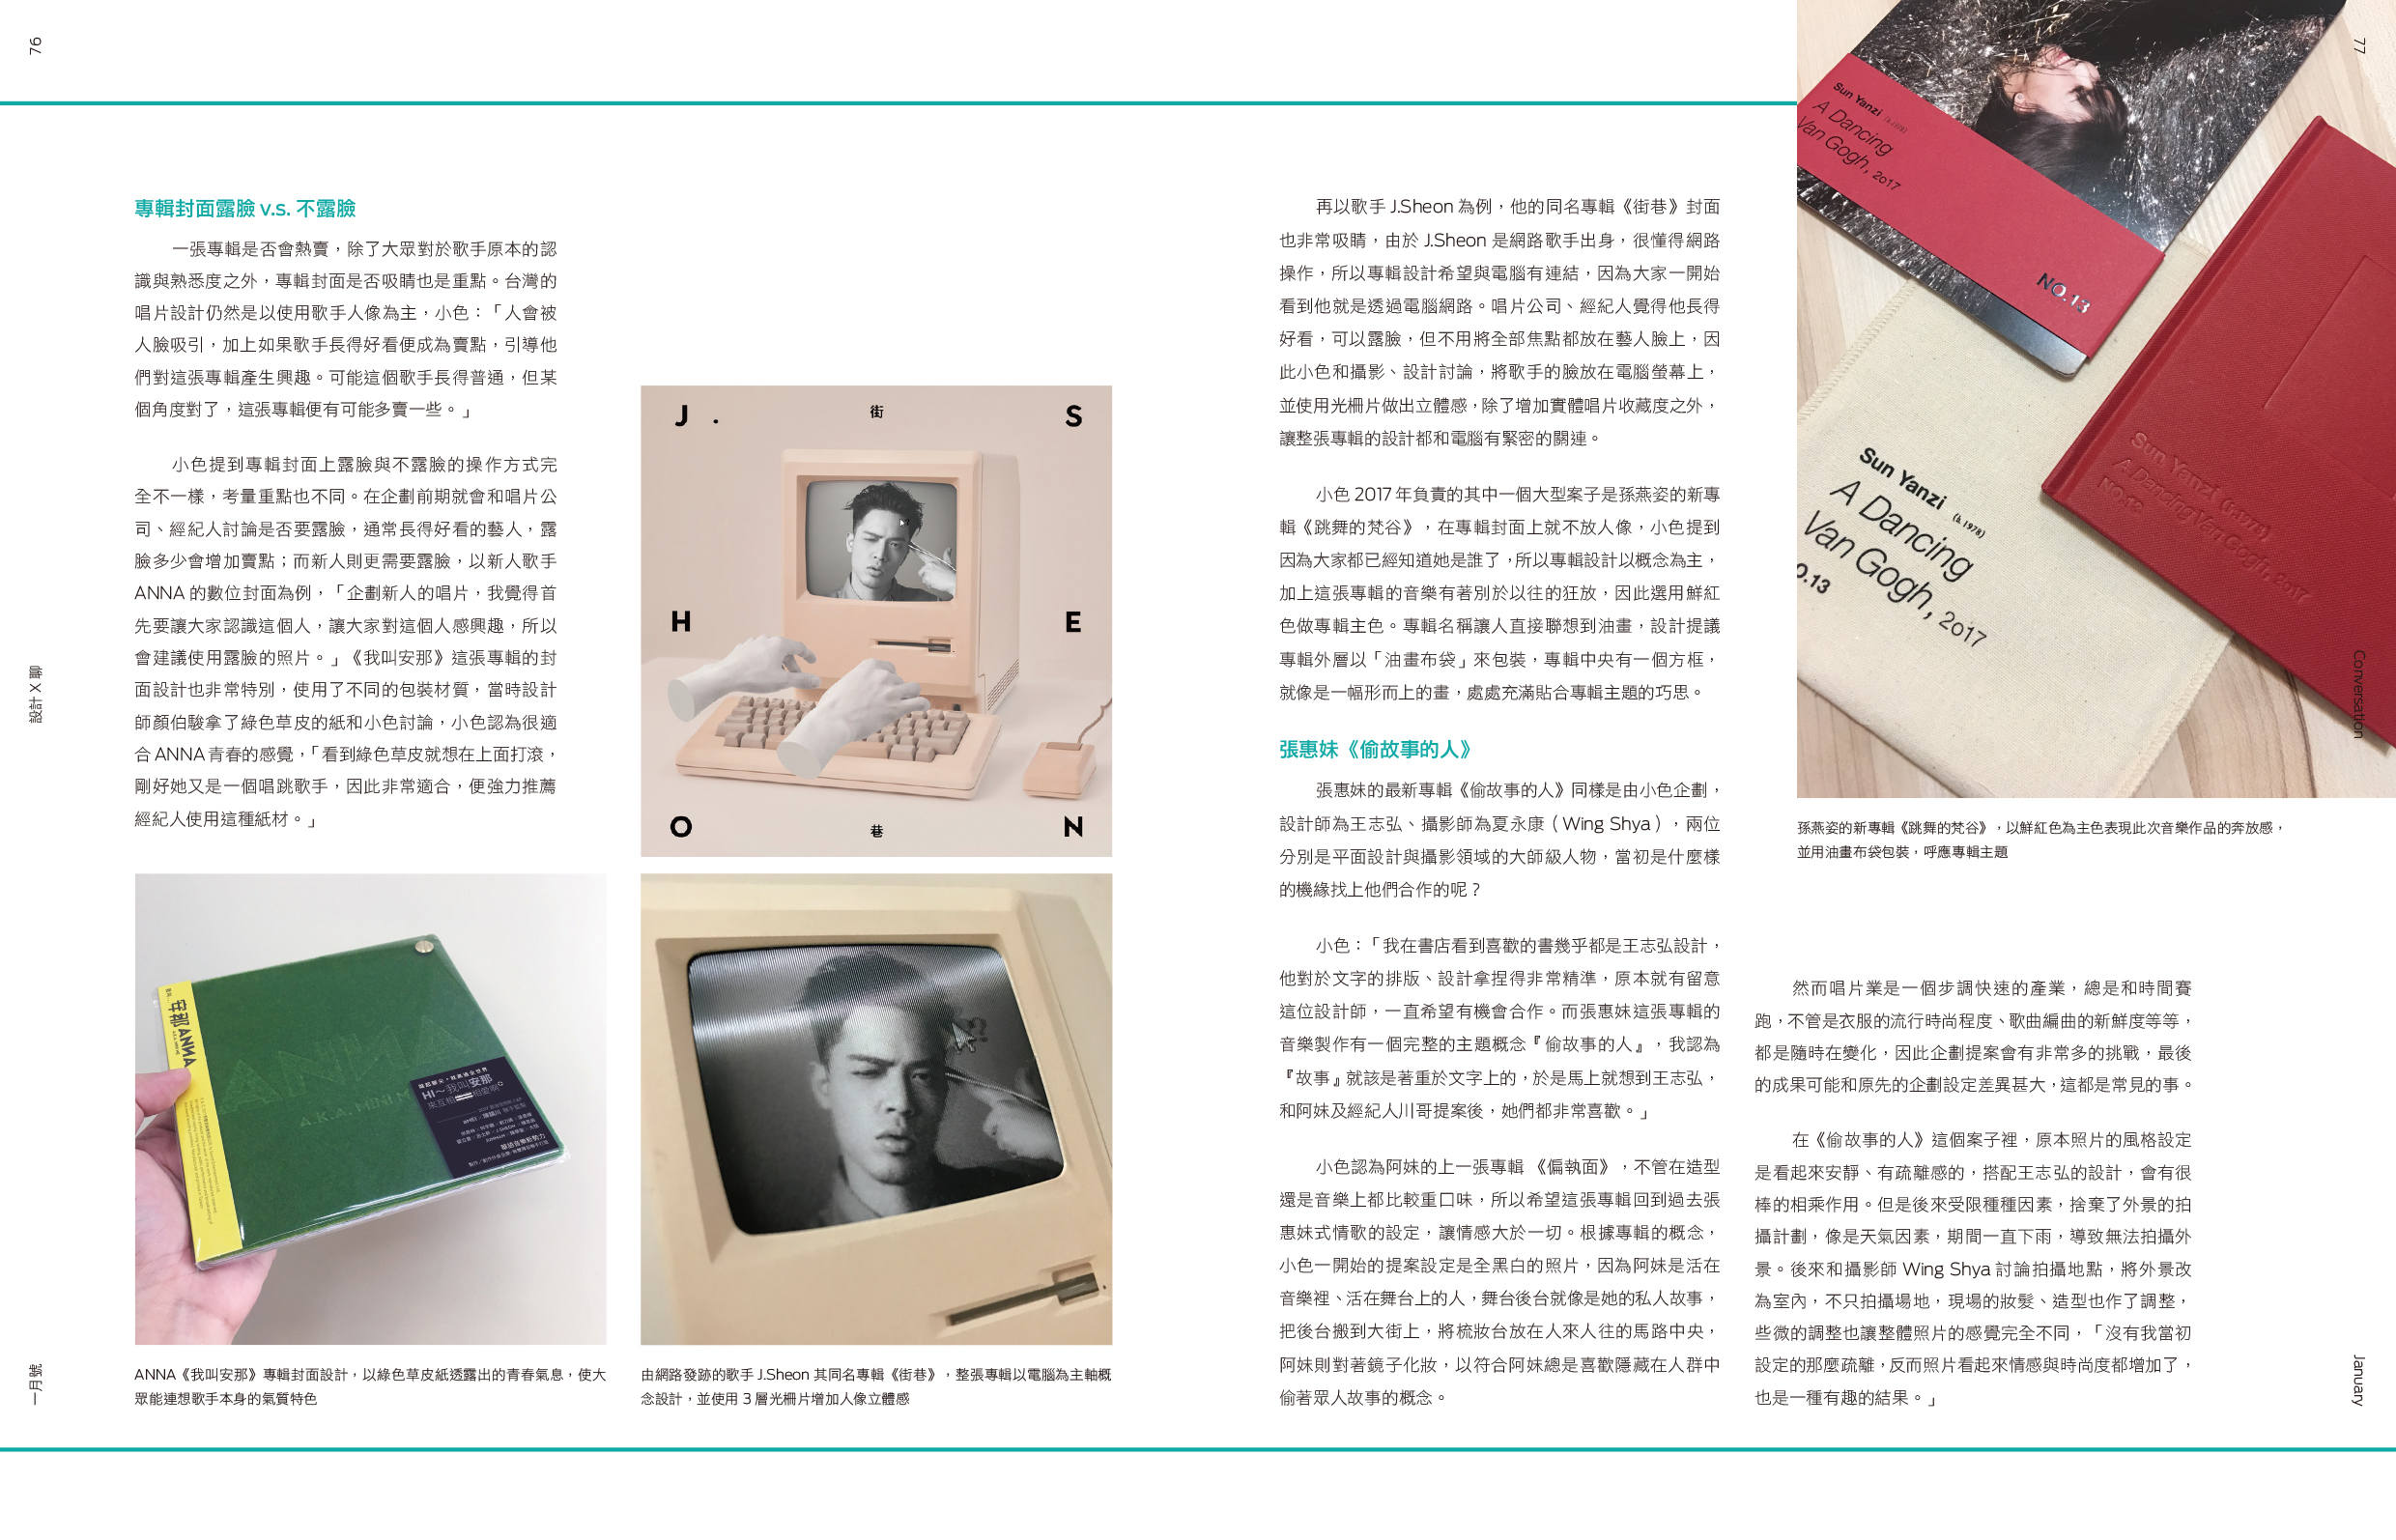 76
專輯封面露臉 v.s. 不露臉
一張專輯是否會熱賣，除了大眾對於歌手原本的認
識與熟悉度之外，專輯封面是否吸睛也是重點。台灣的
唱片設計仍然是以使用歌手人像為主，小色：「人會被
人臉吸引，加上如果歌手長得好看便成為賣點，引導他
們對這張專輯產生興趣。可能這個歌手長得普通，但某
個角度對了，這張專輯便有可能多賣一些。」
小色提到專輯封面上露臉與不露臉的操作方式完
全不一樣，考量重點也不同。在企劃前期就會和唱片公
司、經紀人討論是否要露臉，通常長得好看的藝人，露
臉多少會增加賣點；而新人則更需要露臉，以新人歌手
ANNA 的數位封面為例，「企劃新人的唱片，我覺得首
先要讓大家認識這個人，讓大家對這個人感興趣，所以
會建議使用露臉的照片。」《我叫安那》這張專輯的封
面設計也非常特別，使用了不同的包裝材質，當時設計
師顏伯駿拿了綠色草皮的紙和小色討論，小色認為很適
合 ANNA 青春的感覺，「看到綠色草皮就想在上面打滾，
剛好她又是一個唱跳歌手，因此非常適合，便強力推薦
經紀人使用這種紙材。」
設計 X 聊
一月號
J .
街
S
H
E
O
巷
N
安那 ANNA
ANNA
A.K.A. MINI M
HI～我叫安那
ANNA《我叫安那》專輯封面設計，以綠色草皮紙透露出的青春氣息，使大
眾能連想歌手本身的氣質特色
由網路發跡的歌手 J.Sheon 其同名專輯《街巷》，整張專輯以電腦為主軸概
念設計，並使用 3 層光柵片增加人像立體感
再以歌手 J.Sheon 為例，他的同名專輯《街巷》封面
也非常吸睛，由於 J.Sheon 是網路歌手出身，很懂得網路
操作，所以專輯設計希望與電腦有連結，因為大家一開始
看到他就是透過電腦網路。唱片公司、經紀人覺得他長得
好看，可以露臉，但不用將全部焦點都放在藝人臉上，因
此小色和攝影、設計討論，將歌手的臉放在電腦螢幕上，
並使用光柵片做出立體感，除了增加實體唱片收藏度之外，
讓整張專輯的設計都和電腦有緊密的關連。
小色 2017 年負責的其中一個大型案子是孫燕姿的新專
輯《跳舞的梵谷》，在專輯封面上就不放人像，小色提到
因為大家都已經知道她是誰了，所以專輯設計以概念為主，
加上這張專輯的音樂有著別於以往的狂放，因此選用鮮紅
色做專輯主色。專輯名稱讓人直接聯想到油畫，設計提議
專輯外層以「油畫布袋」來包裝，專輯中央有一個方框，
就像是一幅形而上的畫，處處充滿貼合專輯主題的巧思。
張惠妹《偷故事的人》
張惠妹的最新專輯《偷故事的人》同樣是由小色企劃，
設計師為王志弘、攝影師為夏永康（Wing Shya），兩位
分別是平面設計與攝影領域的大師級人物，當初是什麼樣
的機緣找上他們合作的呢？
小色：「我在書店看到喜歡的書幾乎都是王志弘設計，
他對於文字的排版、設計拿捏得非常精準，原本就有留意
這位設計師，一直希望有機會合作。而張惠妹這張專輯的
音樂製作有一個完整的主題概念『偷故事的人』，我認為
『故事』就該是著重於文字上的，於是馬上就想到王志弘，
和阿妹及經紀人川哥提案後，她們都非常喜歡。」
小色認為阿妹的上一張專輯 《偏執面》，不管在造型
還是音樂上都比較重口味，所以希望這張專輯回到過去張
惠妹式情歌的設定，讓情感大於一切。根據專輯的概念，
小色一開始的提案設定是全黑白的照片，因為阿妹是活在
音樂裡、活在舞台上的人，舞台後台就像是她的私人故事，
把後台搬到大街上，將梳妝台放在人來人往的馬路中央，
阿妹則對著鏡子化妝，以符合阿妹總是喜歡隱藏在人群中
偷著眾人故事的概念。
77
Sun Yanzi (b.1978)
A Dancing
Van Gogh, 2017
NO.13
Sun Yanzi (b.1978)
A Dancing
Van Gogh, 2017
O.13
Sun Yanzi (b.1978)
A Dancing Van Gogh, 2017
NO.13
Conversation
孫燕姿的新專輯《跳舞的梵谷》，以鮮紅色為主色表現此次音樂作品的奔放感，
並用油畫布袋包裝，呼應專輯主題
然而唱片業是一個步調快速的產業，總是和時間賽
跑，不管是衣服的流行時尚程度、歌曲編曲的新鮮度等等，
都是隨時在變化，因此企劃提案會有非常多的挑戰，最後
的成果可能和原先的企劃設定差異甚大，這都是常見的事。
在《偷故事的人》這個案子裡，原本照片的風格設定
是看起來安靜、有疏離感的，搭配王志弘的設計，會有很
棒的相乘作用。但是後來受限種種因素，捨棄了外景的拍
攝計劃，像是天氣因素，期間一直下雨，導致無法拍攝外
景。後來和攝影師 Wing Shya 討論拍攝地點，將外景改
為室內，不只拍攝場地，現場的妝髮、造型也作了調整，
些微的調整也讓整體照片的感覺完全不同，「沒有我當初
設定的那麼疏離，反而照片看起來情感與時尚度都增加了，
也是一種有趣的結果。」
January